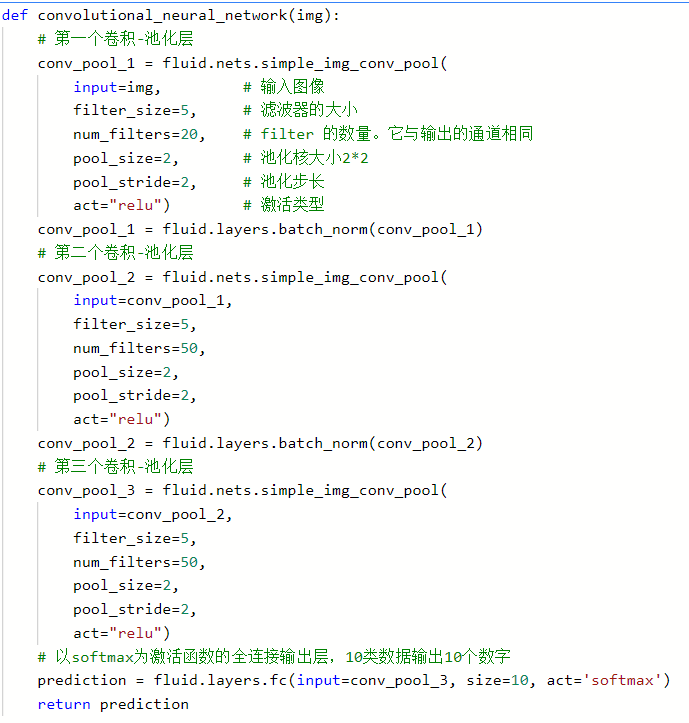 def convolutional_neural_network(img):
    # 第一个卷积-池化层
    conv_pool_1 = fluid.nets.simple_img_conv_pool(
        input=img,         # 输入图像
        filter_size=5,     # 滤波器的大小
        num_filters=20,    # filter 的数量。它与输出的通道相同
        pool_size=2,       # 池化核大小2*2
        pool_stride=2,     # 池化步长
        act="relu")        # 激活类型
    conv_pool_1 = fluid.layers.batch_norm(conv_pool_1)
    # 第二个卷积-池化层
    conv_pool_2 = fluid.nets.simple_img_conv_pool(
        input=conv_pool_1,
        filter_size=5,
        num_filters=50,
        pool_size=2,
        pool_stride=2,
        act="relu")
    conv_pool_2 = fluid.layers.batch_norm(conv_pool_2)
    # 第三个卷积-池化层
    conv_pool_3 = fluid.nets.simple_img_conv_pool(
        input=conv_pool_2,
        filter_size=5,
        num_filters=50,
        pool_size=2,
        pool_stride=2,
        act="relu")
    # 以softmax为激活函数的全连接输出层，10类数据输出10个数字
    prediction = fluid.layers.fc(input=conv_pool_3, size=10, act='softmax')
    return prediction